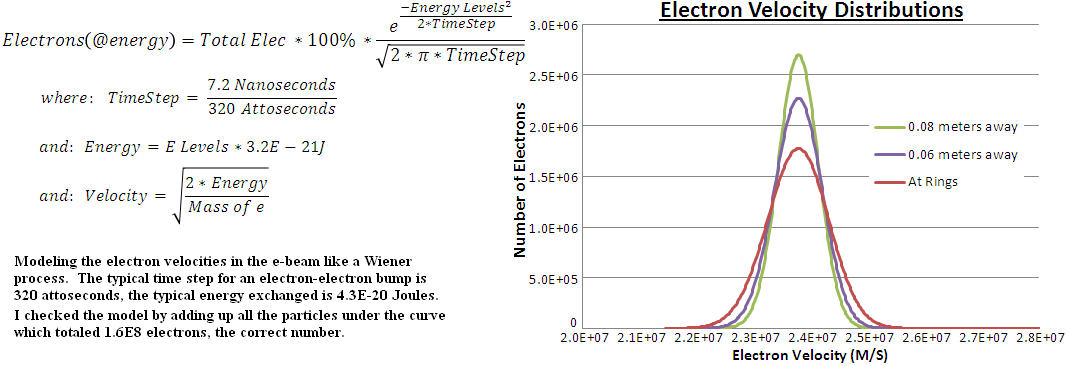 Electrons(@energy) = Total Elec * 100% * e^(−Energy Levels² / 2*TimeStep) / √(2 * π * TimeStep)
where: TimeStep = 7.2 Nanoseconds / 320 Attoseconds
and: Energy = E Levels * 3.2E − 21J
and: Velocity = √(2 * Energy / Mass of e)
Modeling the electron velocities in the e-beam like a Wiener
process. The typical time step for an electron-electron bump is
320 attoseconds, the typical energy exchanged is 4.3E-20 Joules.
I checked the model by adding up all the particles under the curve
which totaled 1.6E8 electrons, the correct number.
Electron Velocity Distributions
Number of Electrons
3.0E+06
2.5E+06
2.0E+06
1.5E+06
1.0E+06
5.0E+05
0
0.08 meters away
0.06 meters away
At Rings
2.0E+07 2.1E+07 2.2E+07 2.3E+07 2.4E+07 2.5E+07 2.6E+07 2.7E+07 2.8E+07
Electron Velocity (M/S)